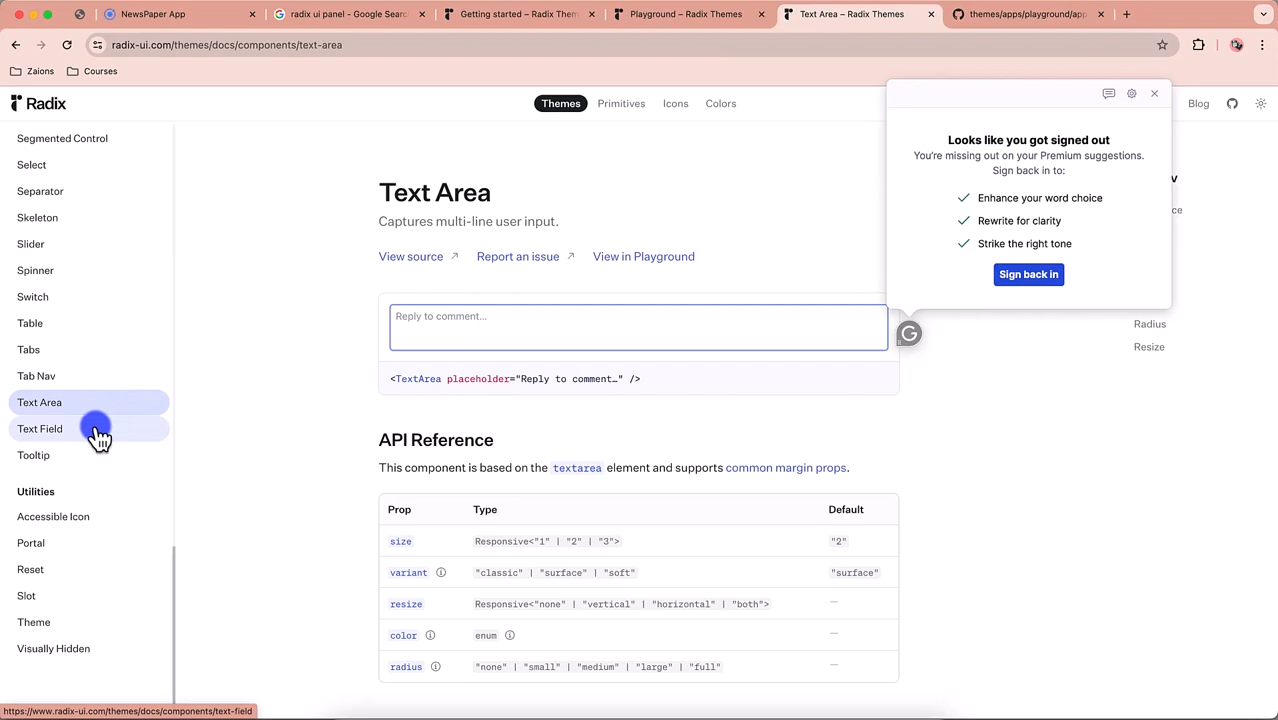 NewsPaper App
radix ui panel - Google Sear
Getting started – Radix Them
Playground – Radix Themes
Text Area – Radix Themes
themes/apps/playground/app
radix-ui.com/themes/docs/components/text-area
Zaions
Courses
Radix
Themes
Primitives
Icons
Colors
Blog
Segmented Control
Select
Separator
Skeleton
Slider
Spinner
Switch
Table
Tabs
Tab Nav
Text Area
Text Field
Tooltip
Utilities
Accessible Icon
Portal
Reset
Slot
Theme
Visually Hidden
Text Area
Captures multi-line user input.
View source
Report an issue
View in Playground
Reply to comment…
<TextArea placeholder="Reply to comment…" />
API Reference
This component is based on the textarea element and supports common margin props.
Prop Type Default
size Responsive<"1" | "2" | "3"> "2"
variant "classic" | "surface" | "soft" "surface"
resize Responsive<"none" | "vertical" | "horizontal" | "both"> —
color enum —
radius "none" | "small" | "medium" | "large" | "full" —
Looks like you got signed out
You're missing out on your Premium suggestions.
Sign back in to:
Enhance your word choice
Rewrite for clarity
Strike the right tone
Sign back in
Radius
Resize
https://www.radix-ui.com/themes/docs/components/text-field